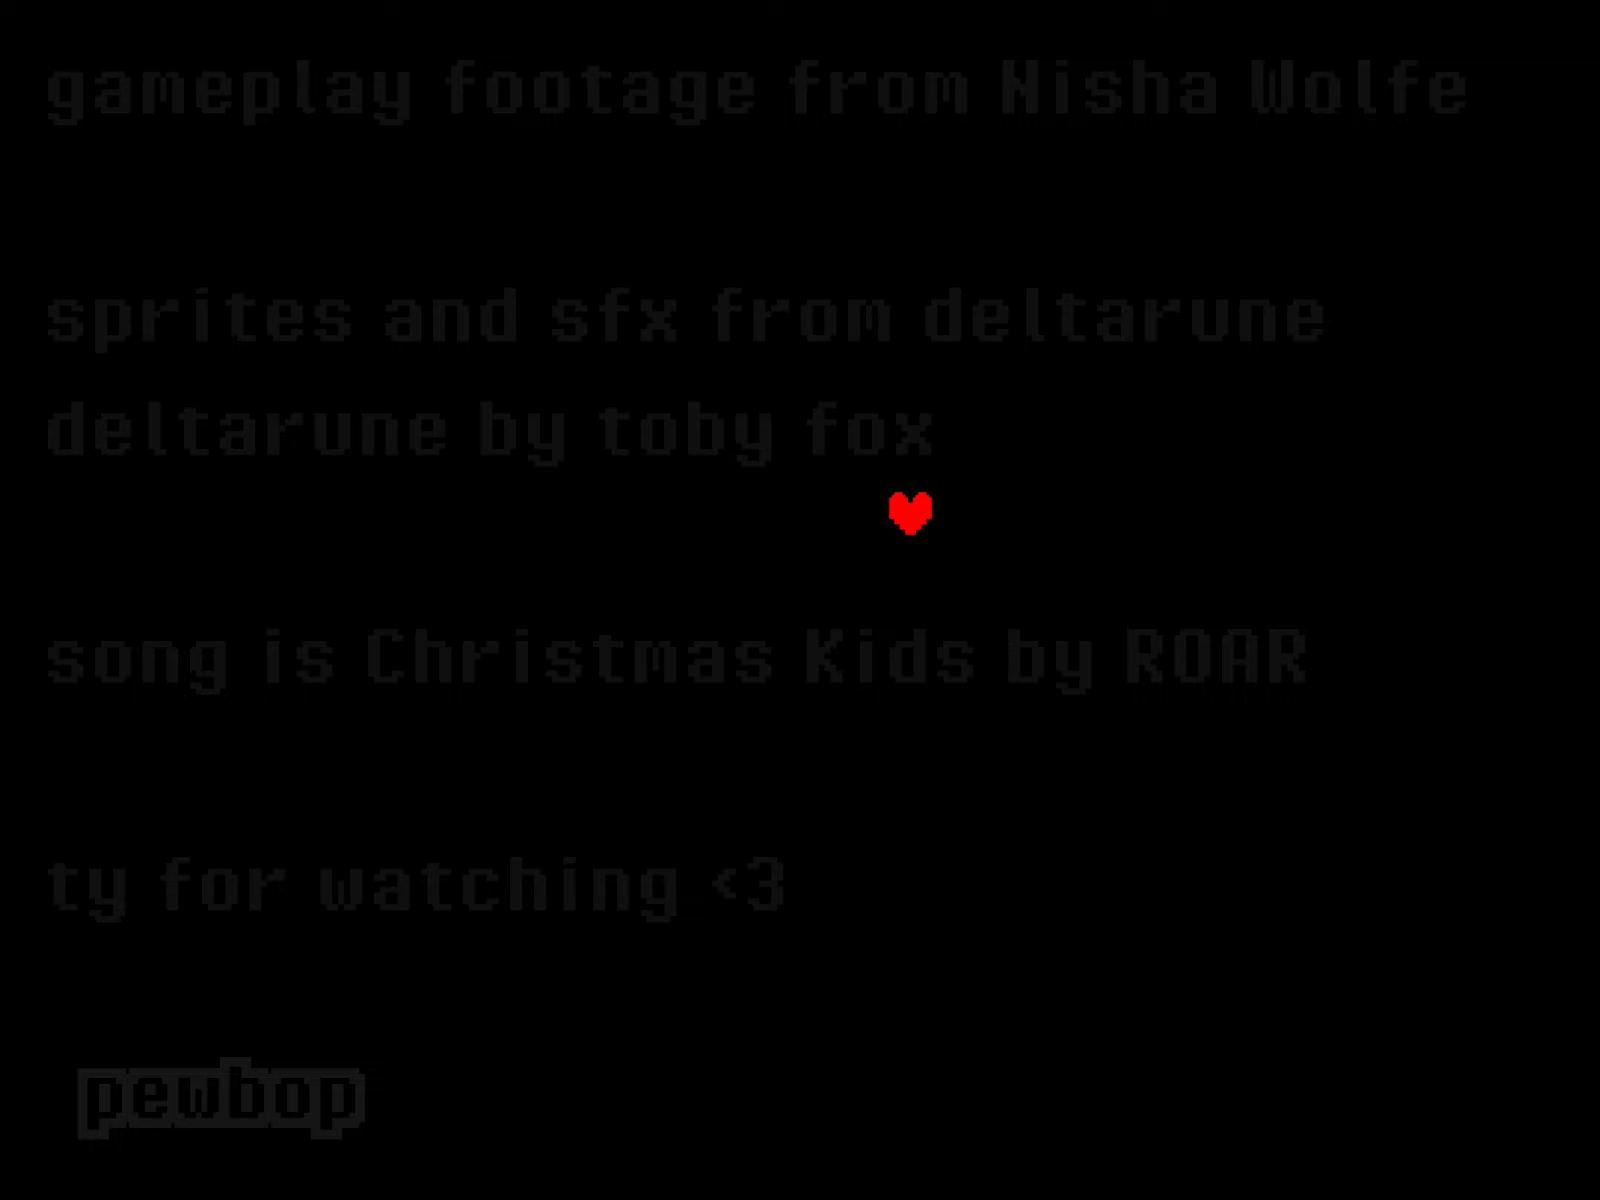 gameplay footage from Nisha Wolfe
sprites and sfx from deltarune
deltarune by toby fox
song is Christmas Kids by ROAR
ty for watching <3
pewbop